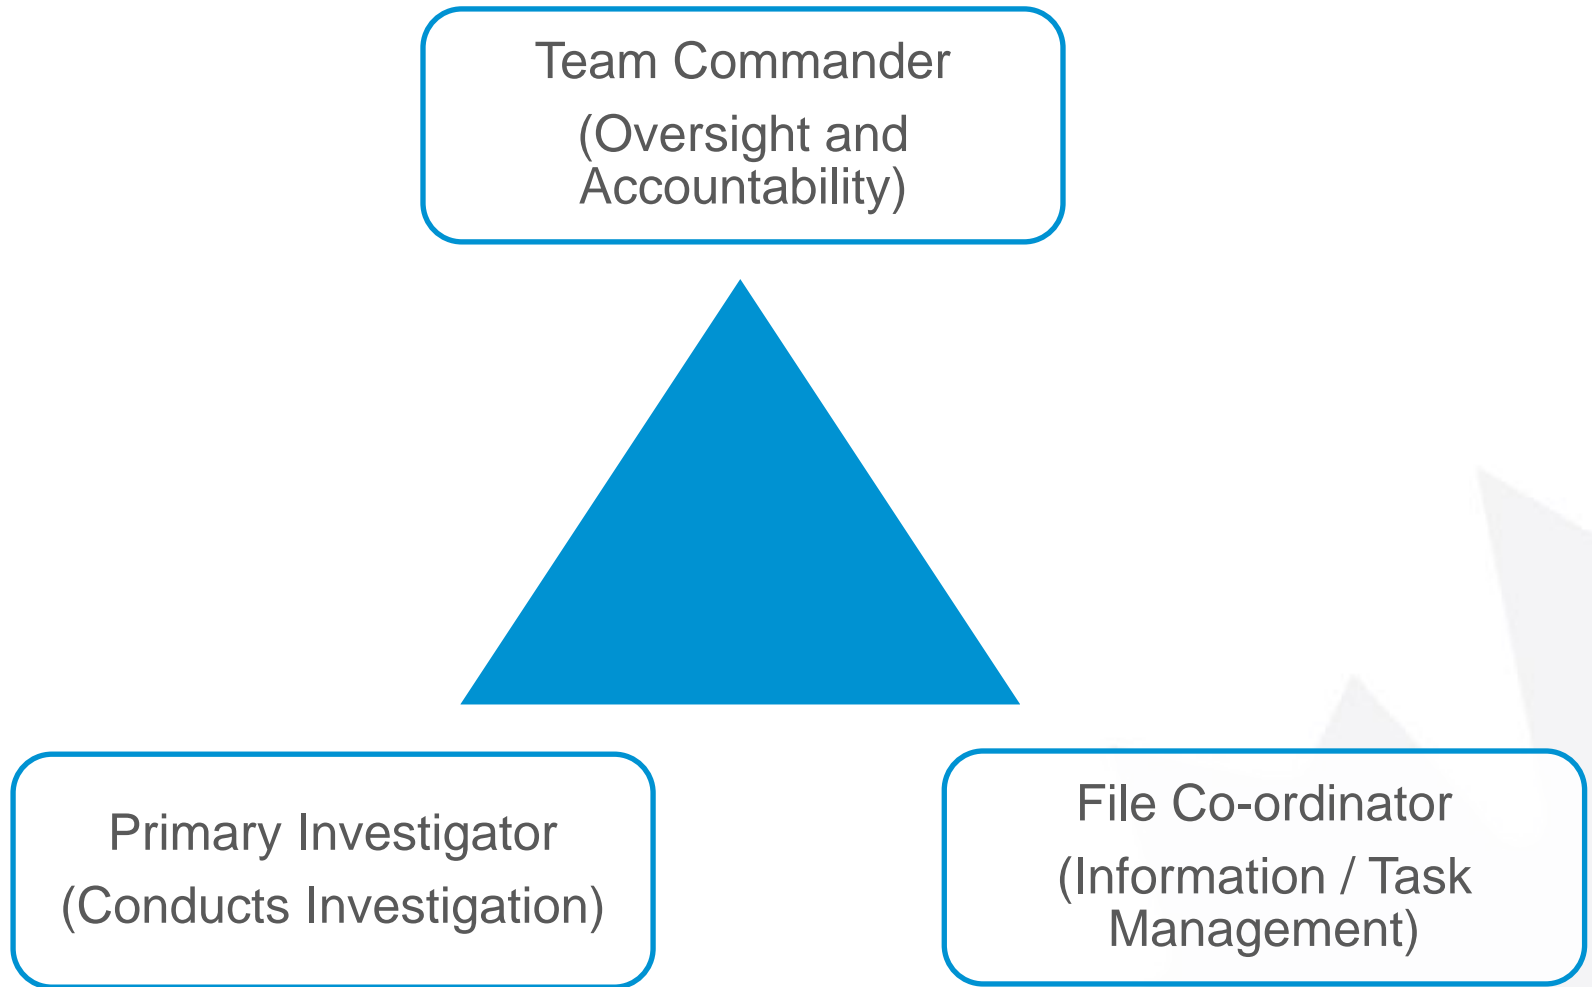 Team Commander
(Oversight and
Accountability)
Primary Investigator
(Conducts Investigation)
File Co-ordinator
(Information / Task
Management)